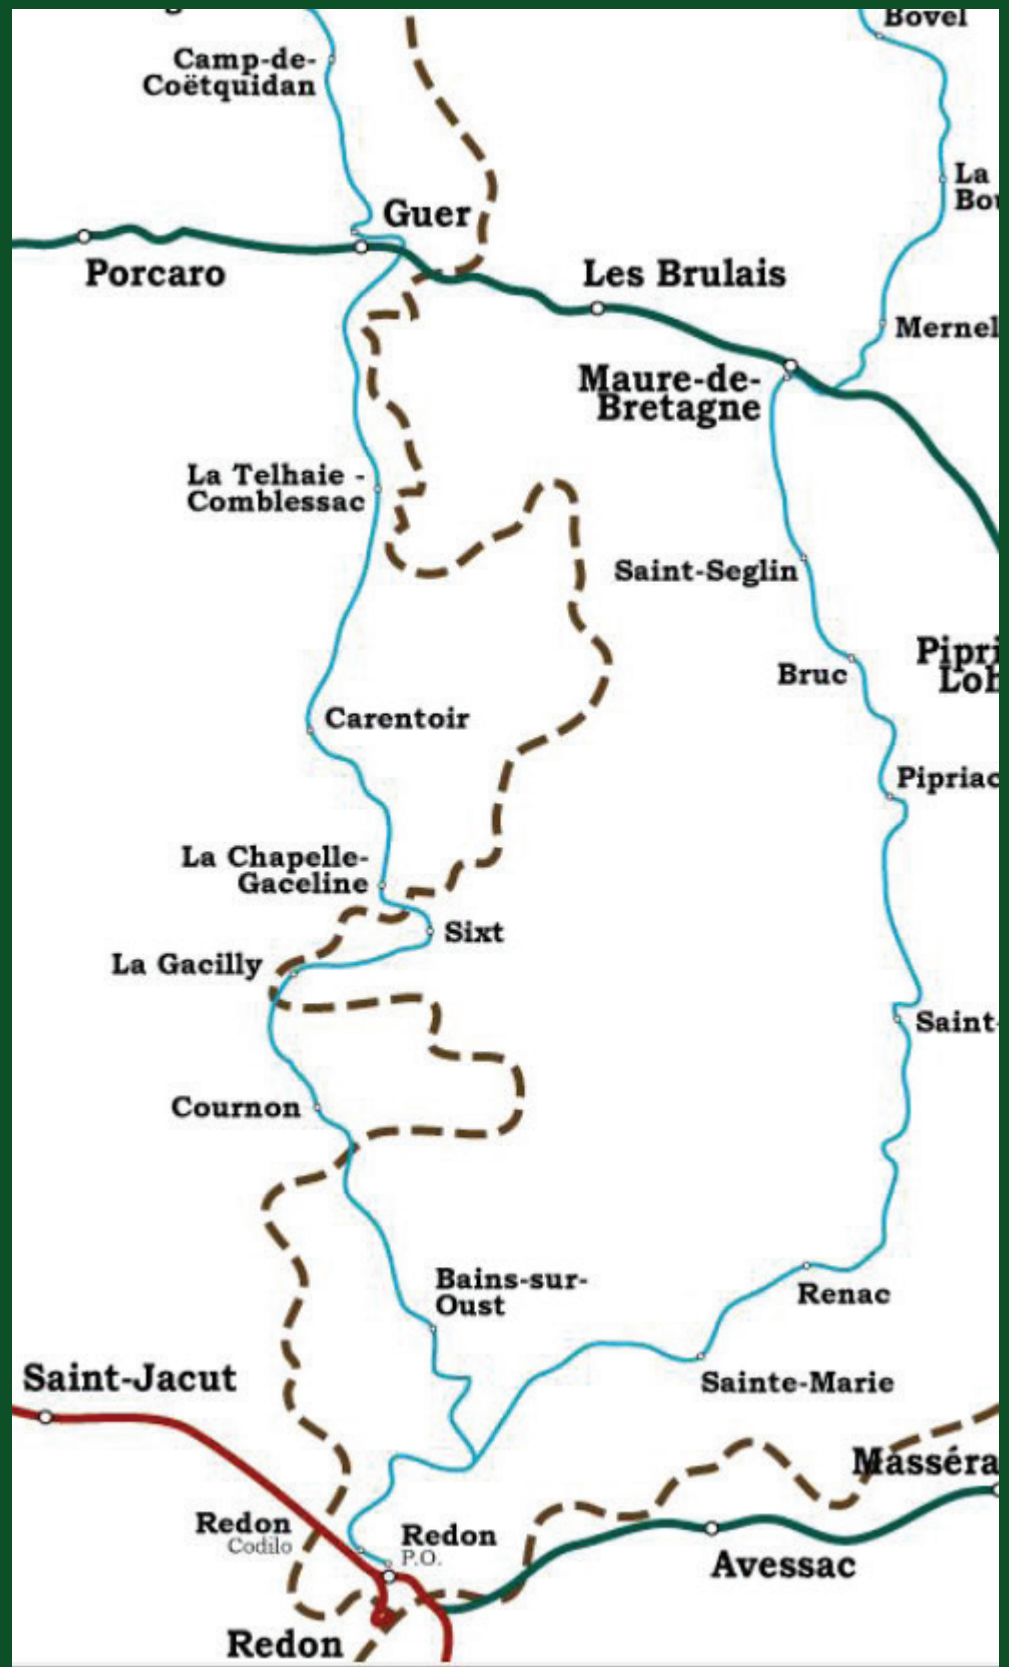 Bovel
Camp-de-
Coëtquidan
La
Guer
Porcaro
Les Brulais
Mernel
Maure-de-
Bretagne
La Telhaie -
Comblessac
Saint-Seglin
Bruc
Carentoir
Pipriac
La Chapelle-
Gaceline
Sixt
La Gacilly
Saint-
Cournon
Bains-sur-
Oust
Renac
Saint-Jacut
Sainte-Marie
Masséra
Redon
Codilo
Redon
P.O.
Avessac
Redon